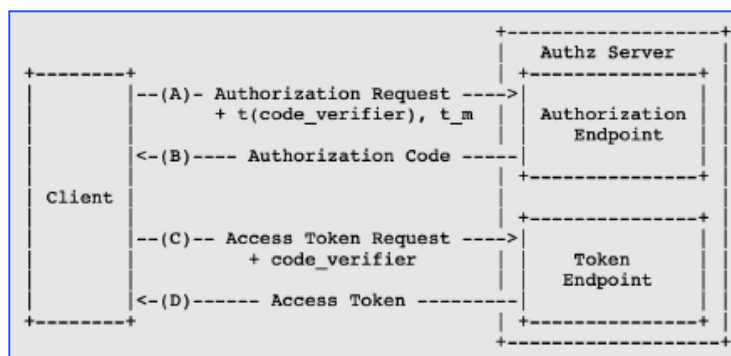 Authz Server
--(A)- Authorization Request ---->
+ t(code_verifier), t_m
Authorization
Endpoint
<-(B)---- Authorization Code ---
Client
--(C)-- Access Token Request ---->
+ code_verifier
Token
Endpoint
<-(D)------ Access Token -------